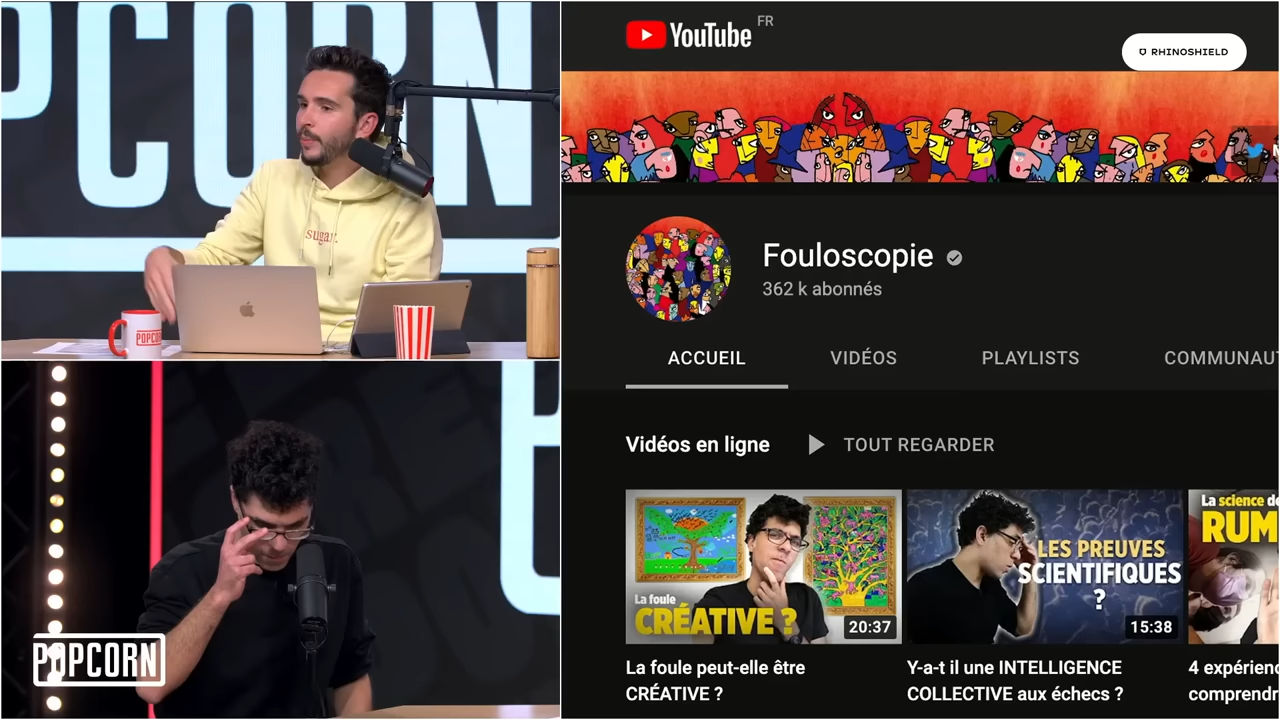 PCORN
sugar.
POPCORN
POPCORN
YouTube FR
RHINOSHIELD
Fouloscopie
362 k abonnés
ACCUEIL VIDÉOS PLAYLISTS COMMUNAUT
Vidéos en ligne TOUT REGARDER
La foule
CRÉATIVE ?
20:37
LES PREUVES
SCIENTIFIQUES
?
15:38
La science de
RUM
La foule peut-elle être
CRÉATIVE ?
Y-a-t il une INTELLIGENCE
COLLECTIVE aux échecs ?
4 expérienc
comprendr